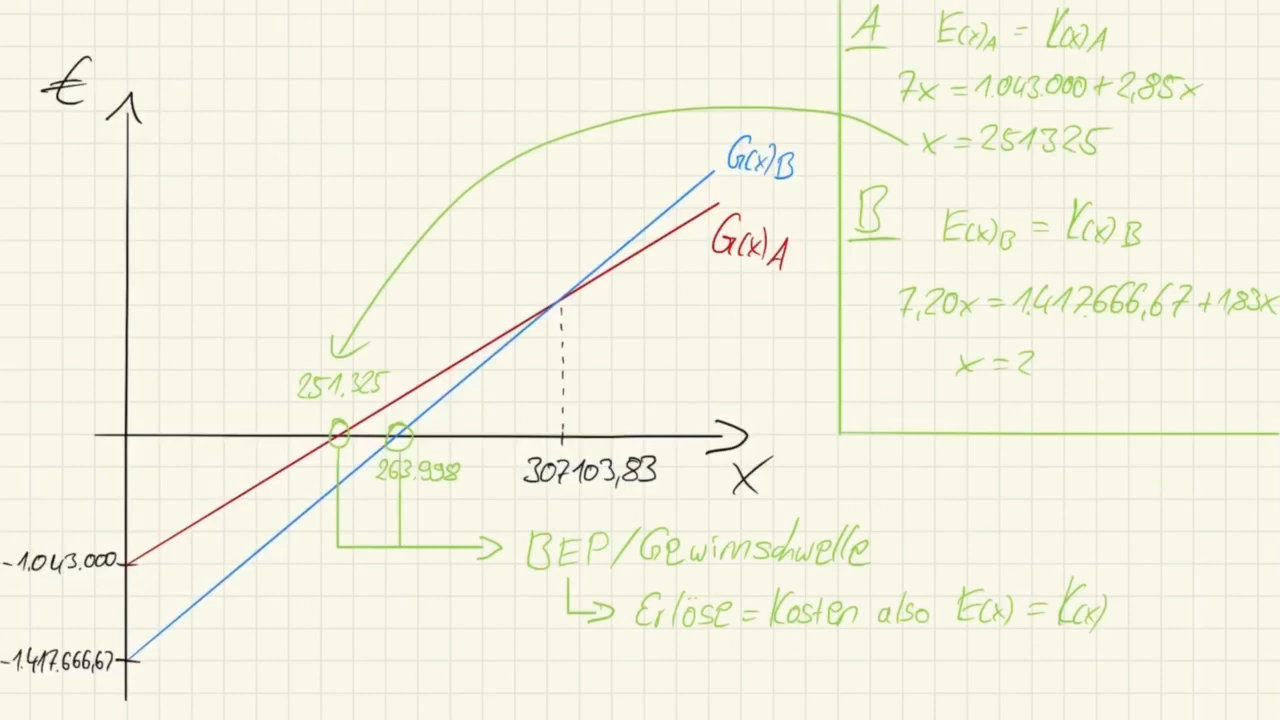 €
G(x)B
G(x)A
251.325
263.998
307103,83
X
-1.043.000
-1.417.666,67
BEP/Gewinnschwelle
Erlöse = Kosten also E(x) = K(x)
A E(x)A = K(x)A
7x = 1.043.000 + 2,85x
x = 251325
B E(x)B = K(x)B
7,20x = 1.417.666,67 + 1,83x
x = 2